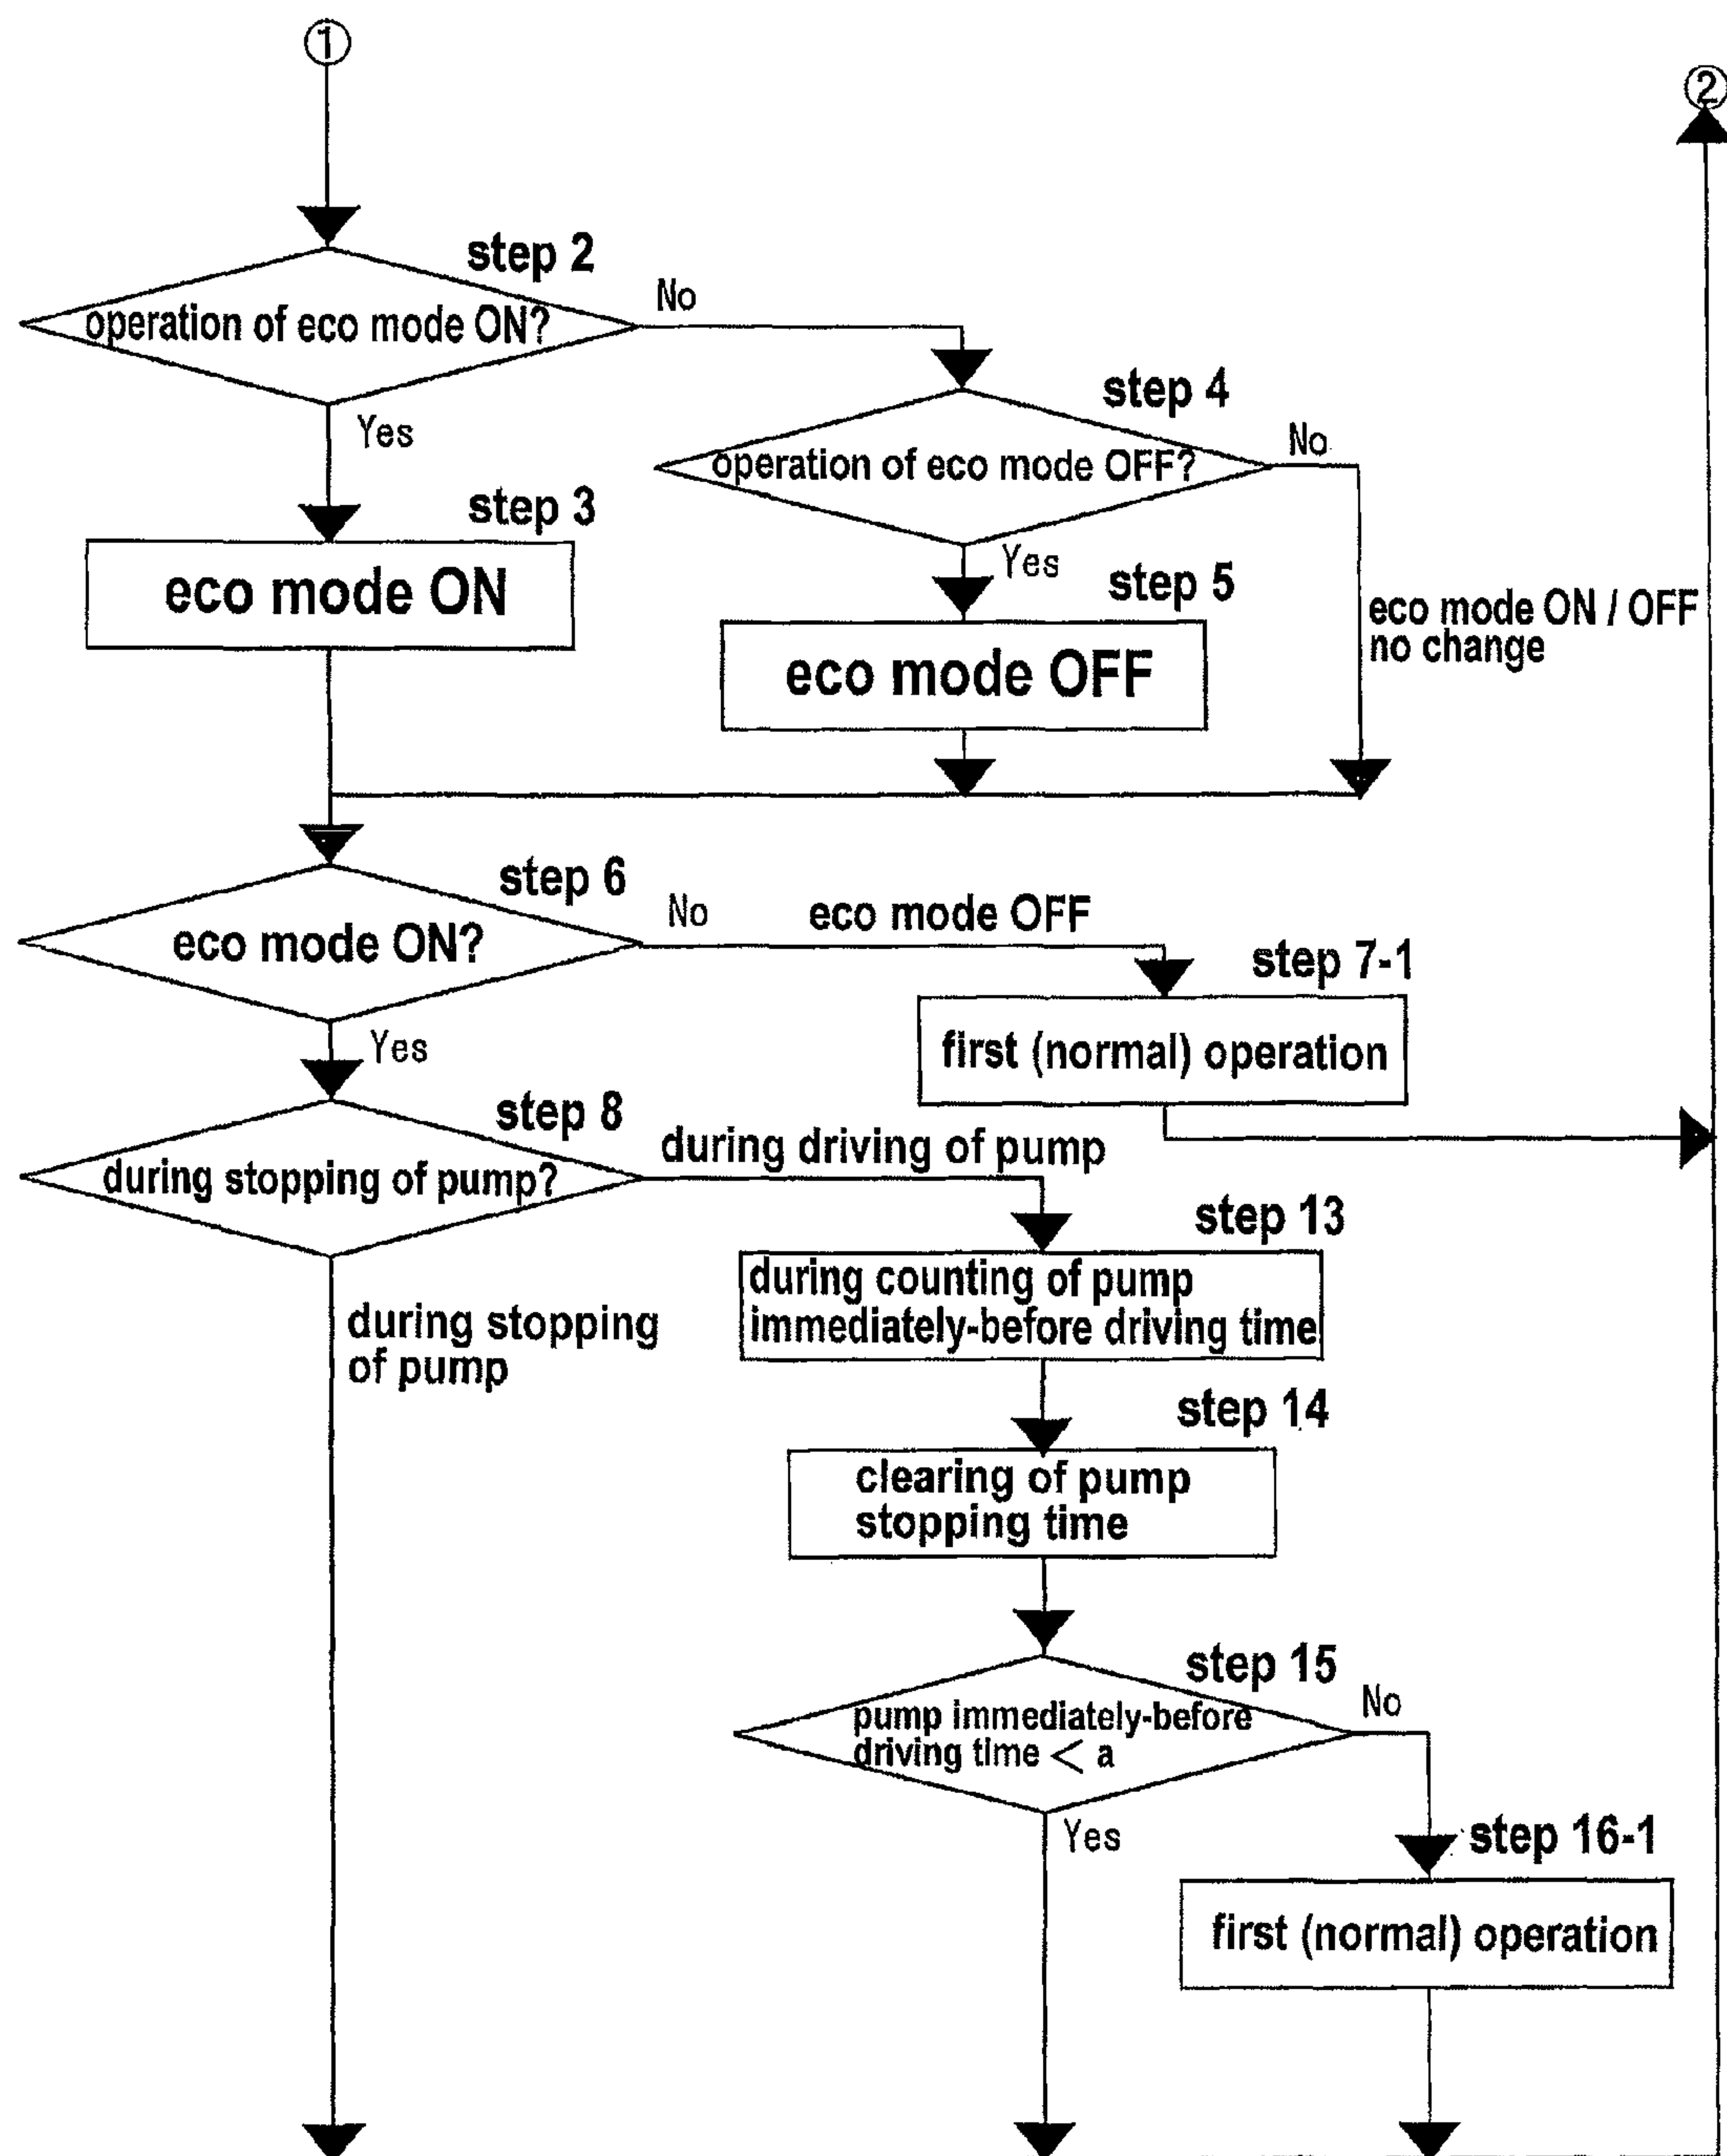 ①
②
step 2
operation of eco mode ON?
No
Yes
step 4
operation of eco mode OFF?
No
Yes
step 3
eco mode ON
step 5
eco mode OFF
eco mode ON / OFF
no change
step 6
eco mode ON?
No
eco mode OFF
Yes
step 7-1
first (normal) operation
step 8
during stopping of pump?
during driving of pump
during stopping
of pump
step 13
during counting of pump
immediately-before driving time
step 14
clearing of pump
stopping time
step 15
pump immediately-before
driving time < a
No
Yes
step 16-1
first (normal) operation